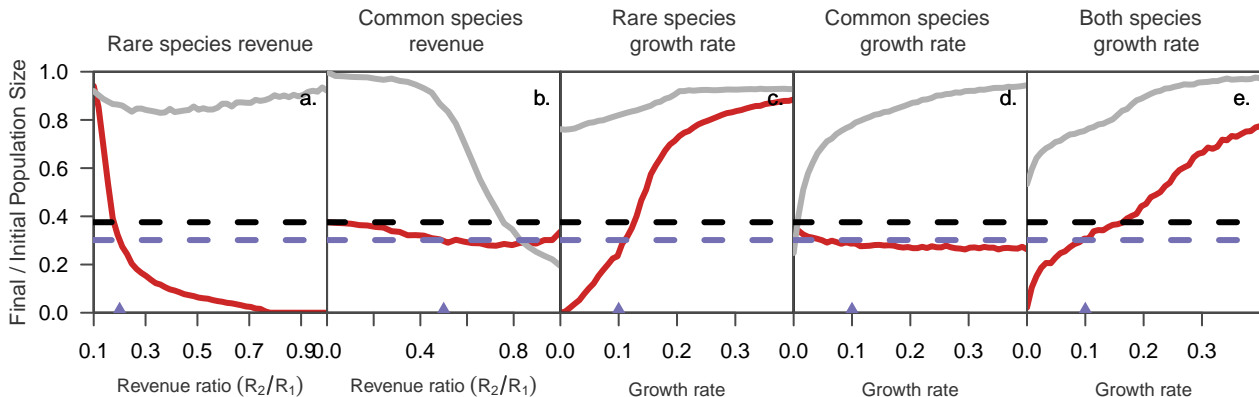 Rare species revenue
Common species
revenue
Rare species
growth rate
Common species
growth rate
Both species
growth rate
Final / Initial Population Size
1.0
0.8
0.6
0.4
0.2
0.0
a.
b.
c.
d.
e.
0.1 0.3 0.5 0.7 0.9
0.0 0.4 0.8
0.0 0.1 0.2 0.3
0.0 0.1 0.2 0.3
0.0 0.1 0.2 0.3
Revenue ratio (R₂/R₁)
Revenue ratio (R₂/R₁)
Growth rate
Growth rate
Growth rate